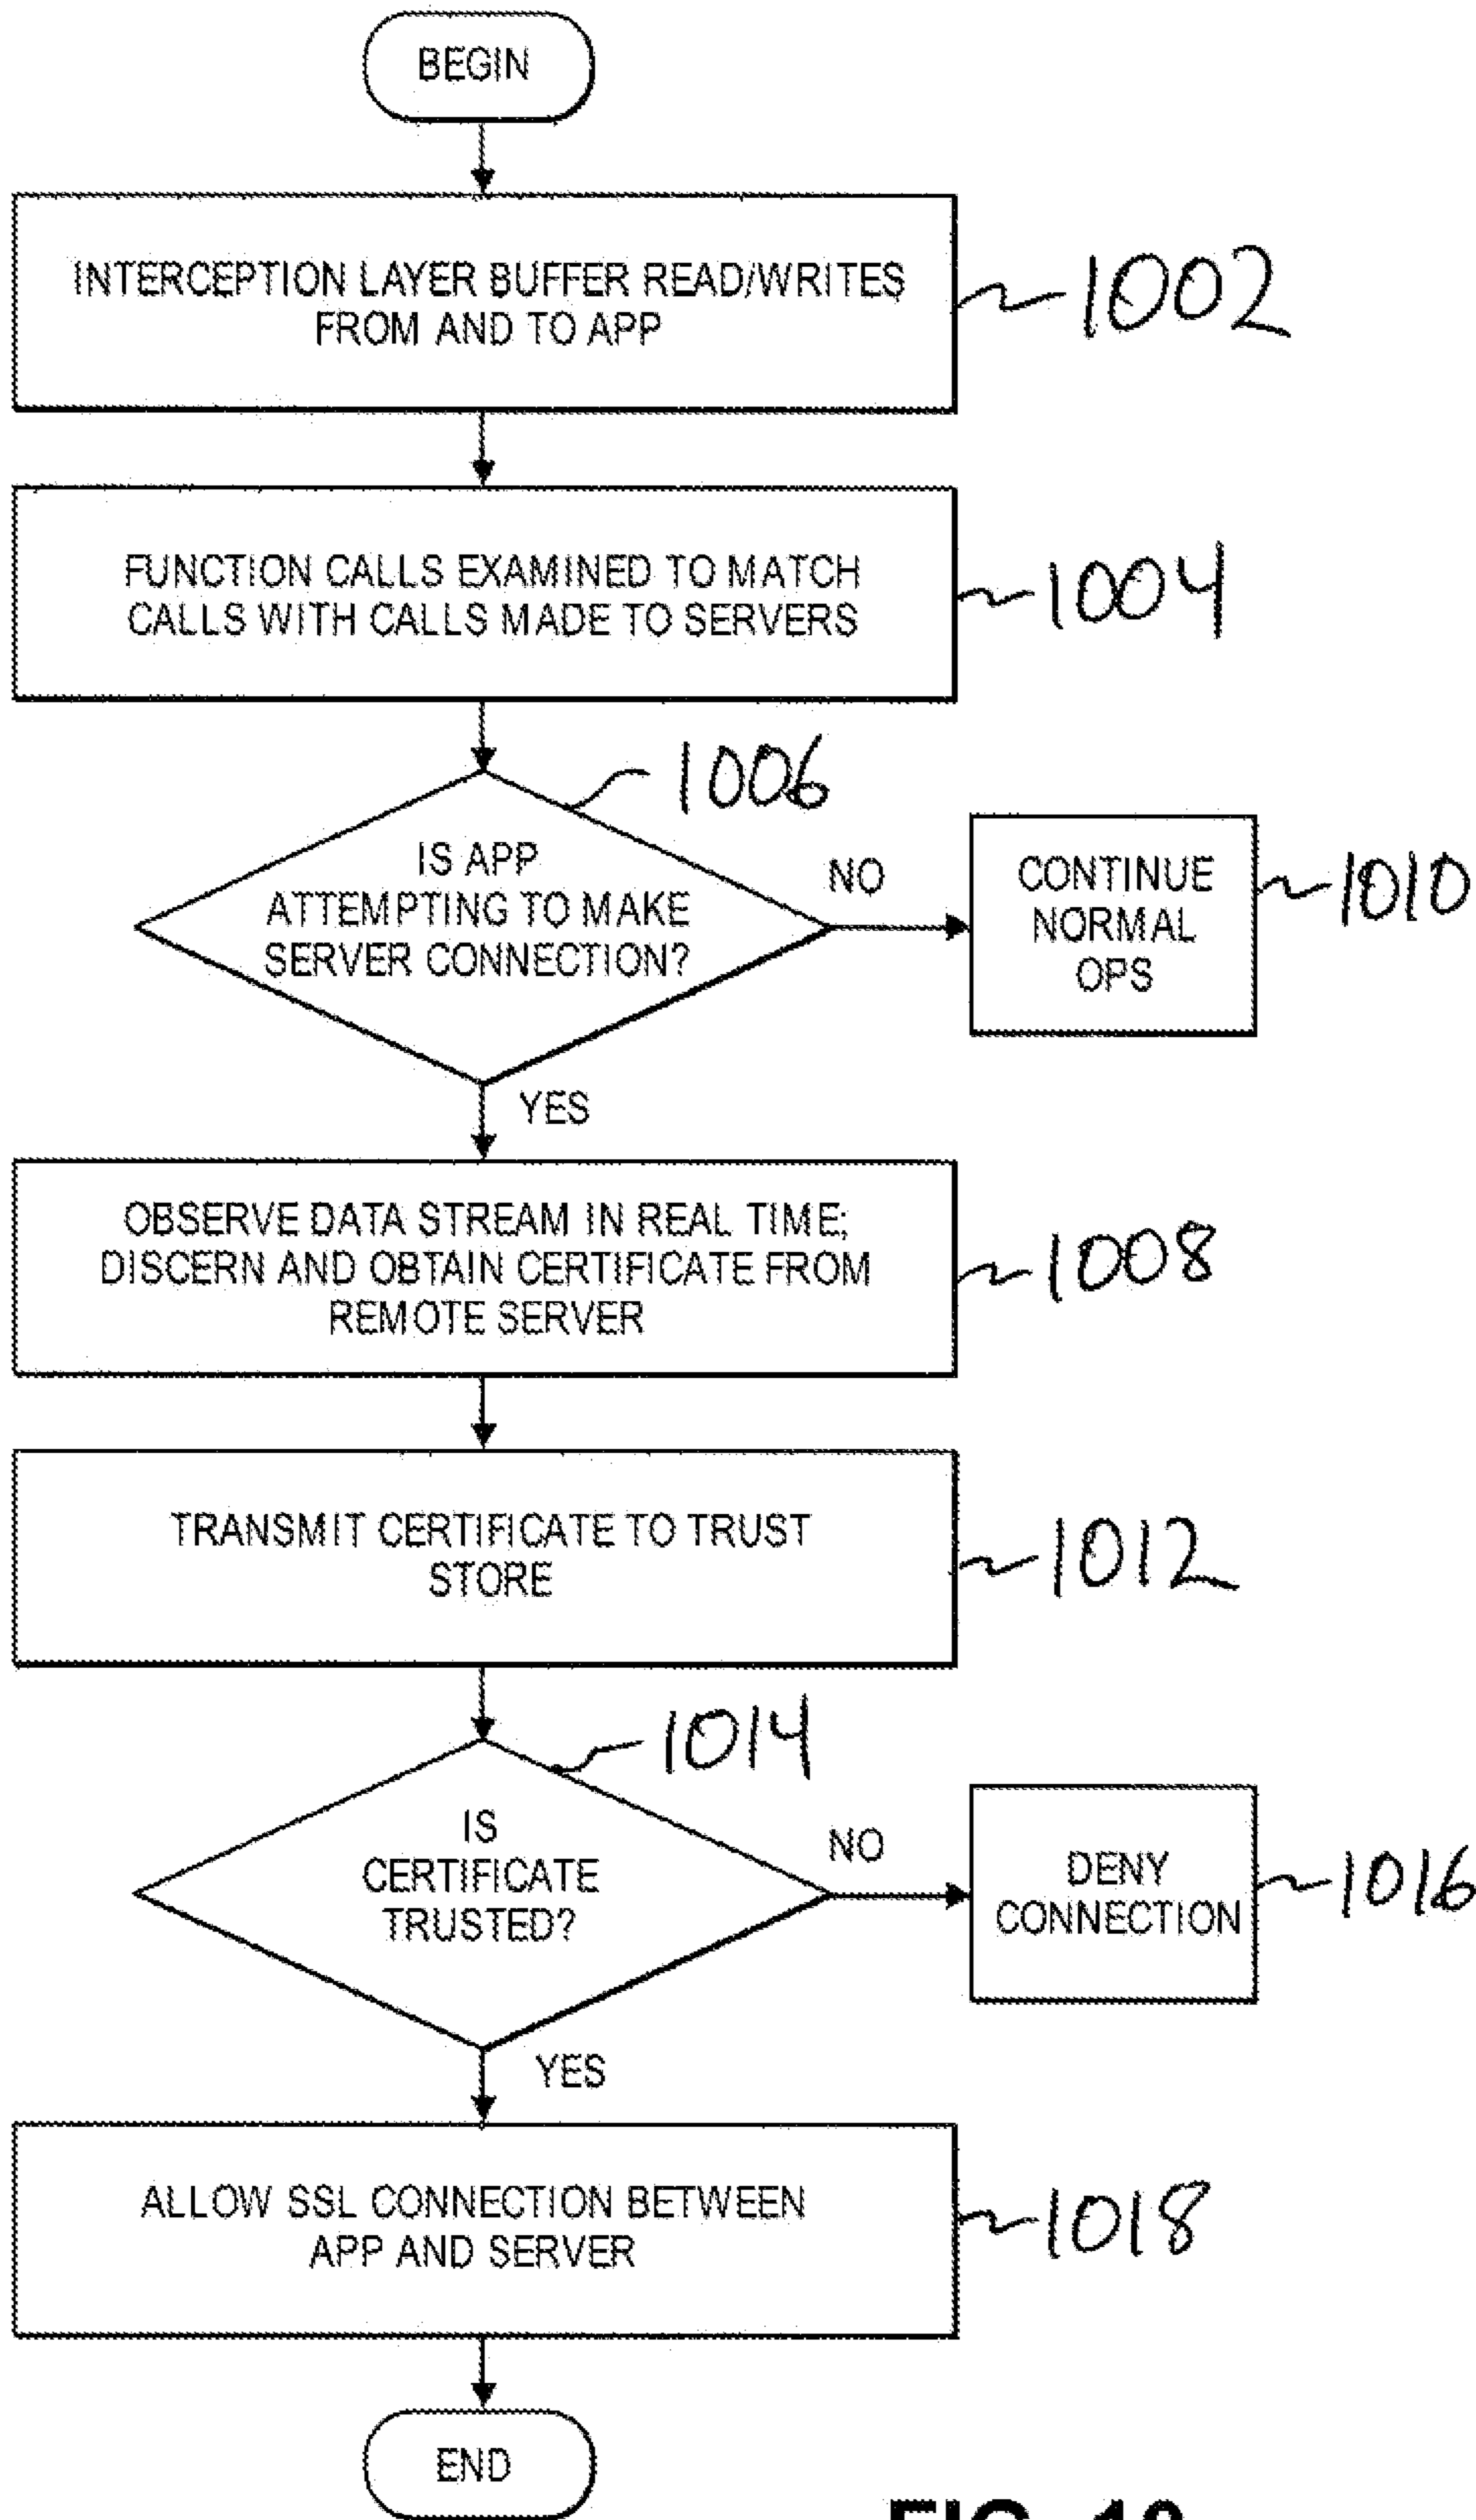 BEGIN
INTERCEPTION LAYER BUFFER READ/WRITES
FROM AND TO APP
1002
FUNCTION CALLS EXAMINED TO MATCH
CALLS WITH CALLS MADE TO SERVERS
1004
1006
IS APP
ATTEMPTING TO MAKE
SERVER CONNECTION?
NO
CONTINUE
NORMAL
OPS
1010
YES
OBSERVE DATA STREAM IN REAL TIME;
DISCERN AND OBTAIN CERTIFICATE FROM
REMOTE SERVER
1008
TRANSMIT CERTIFICATE TO TRUST
STORE
1012
1014
IS
CERTIFICATE
TRUSTED?
NO
DENY
CONNECTION
1016
YES
ALLOW SSL CONNECTION BETWEEN
APP AND SERVER
1018
END
FIG. 10